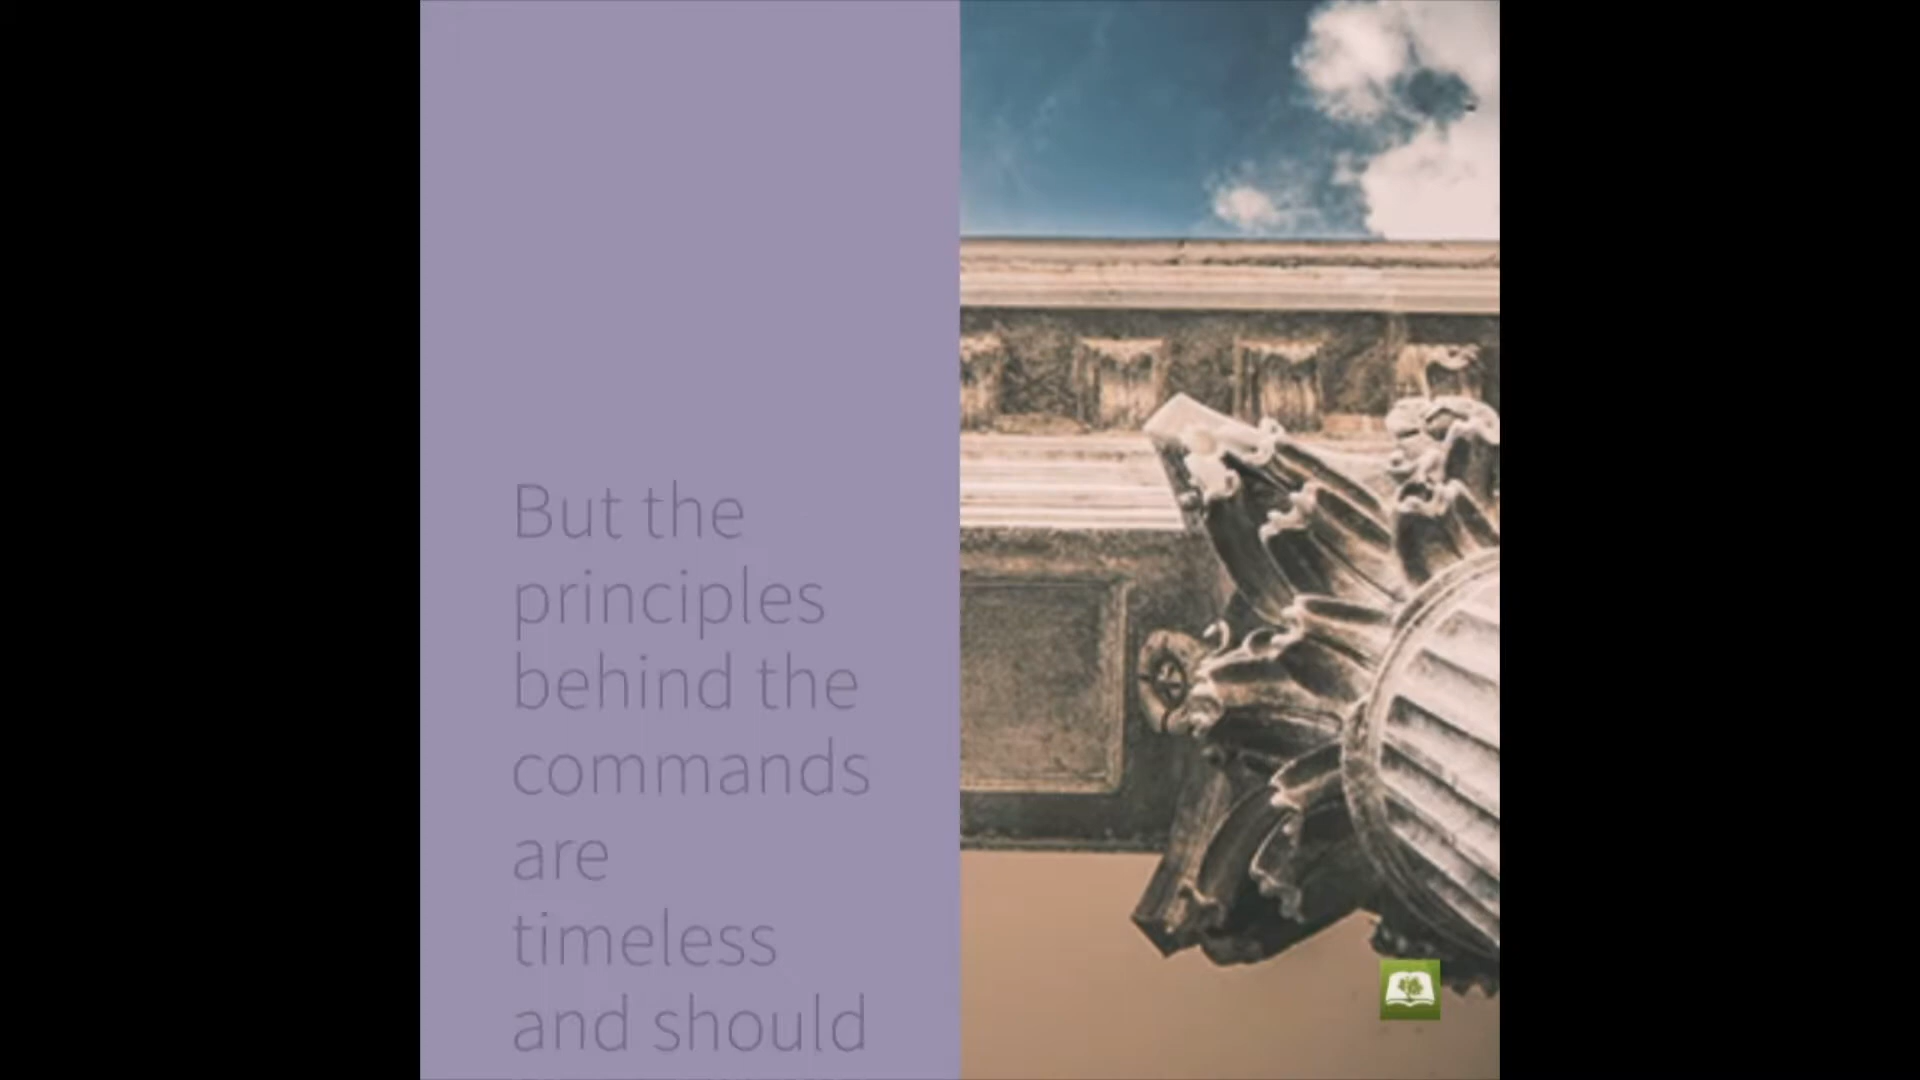 But the
principles
behind the
commands
are
timeless
and should